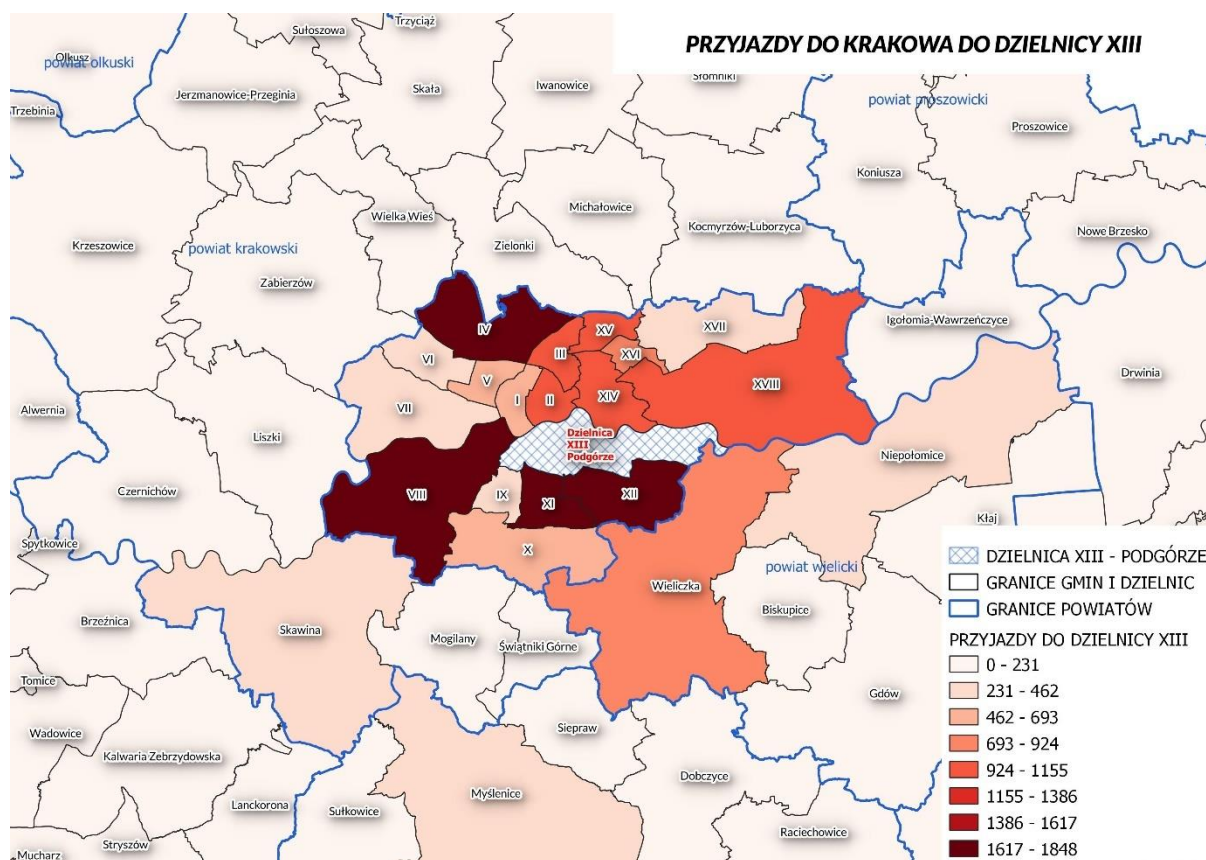 PRZYJAZDY DO KRAKOWA DO DZIELNICY XIII
Sułoszowa
Trzyciąż
Olkusz
powiat olkuski
Iwanowice
Słomniki
Skała
Jerzmanowice-Przeginia
Trzebinia
powiat proszowicki
Proszowice
Koniusza
Michałowice
Wielka Wieś
Kocmyrzów-Luborzyca
Nowe Brzesko
Krzeszowice
powiat krakowski
Zielonki
Zabierzów
Igołomia-Wawrzeńczyce
IV
XV
XVII
VI
III
XVI
Drwinia
V
XVIII
I
II
XIV
VII
Alwernia
Liszki
Dzielnica
XIII
Podgórze
Niepołomice
Czernichów
VIII
IX
XI
XII
Kłaj
Spytkowice
X
powiat wielicki
Wieliczka
Biskupice
Brzeźnica
Skawina
Mogilany
Świątniki Górne
Tomice
Gdów
Wadowice
Siepraw
Kalwaria Zebrzydowska
Dobczyce
Lanckorona
Myślenice
Sułkowice
Raciechowice
Stryszów
Mucharz
DZIELNICA XIII - PODGÓRZE
GRANICE GMIN I DZIELNIC
GRANICE POWIATÓW
PRZYJAZDY DO DZIELNICY XIII
0 - 231
231 - 462
462 - 693
693 - 924
924 - 1155
1155 - 1386
1386 - 1617
1617 - 1848